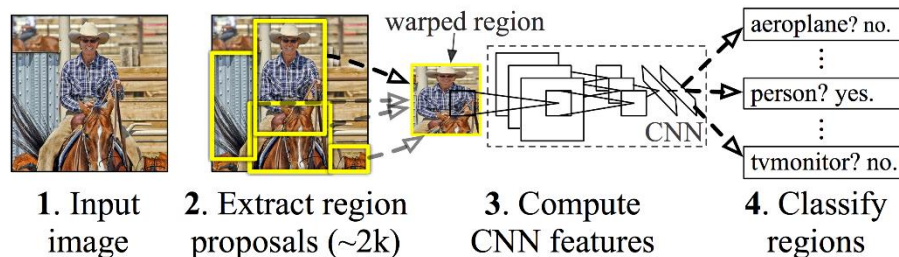 warped region
aeroplane? no.
person? yes.
CNN
tvmonitor? no.
1. Input
image
2. Extract region
proposals (~2k)
3. Compute
CNN features
4. Classify
regions